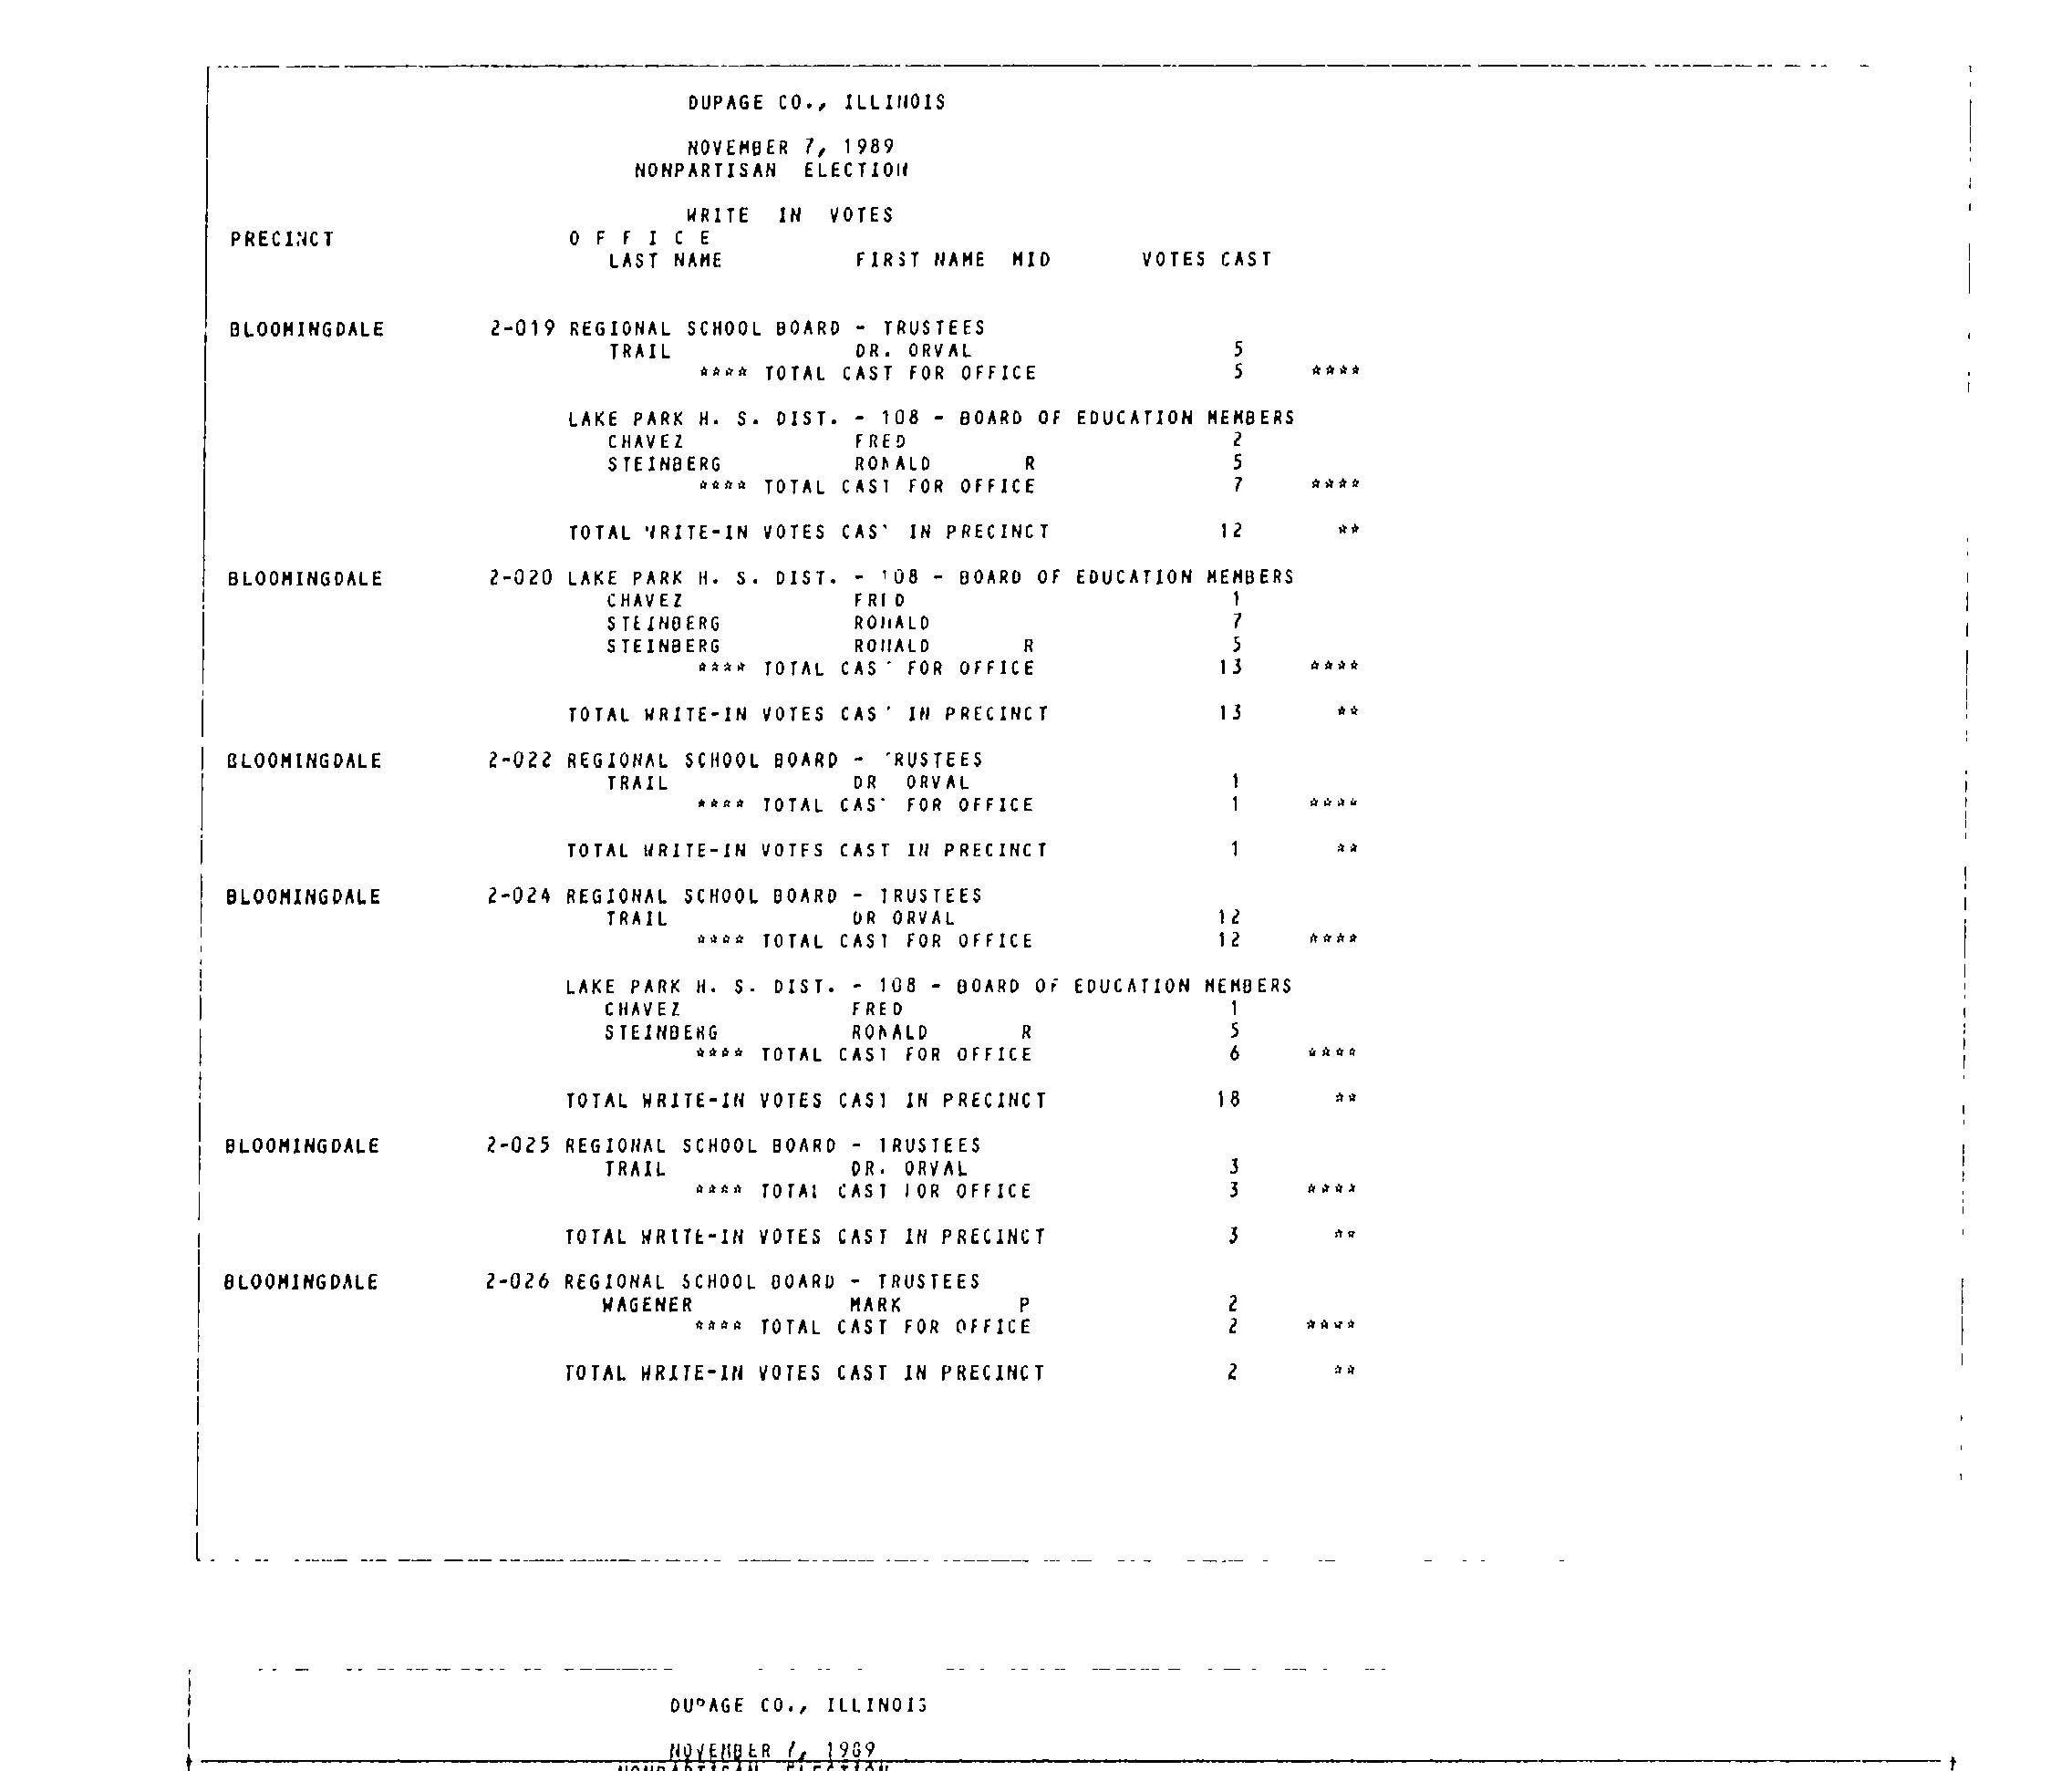 DUPAGE CO., ILLINOIS
NOVEMBER 7, 1989
NONPARTISAN ELECTION
WRITE IN VOTES
PRECINCT O F F I C E
LAST NAME FIRST NAME MID VOTES CAST
BLOOMINGDALE 2-019 REGIONAL SCHOOL BOARD - TRUSTEES
TRAIL DR. ORVAL 5
**** TOTAL CAST FOR OFFICE 5 ****
LAKE PARK H. S. DIST. - 108 - BOARD OF EDUCATION MEMBERS
CHAVEZ FRED 2
STEINBERG RONALD R 5
**** TOTAL CAST FOR OFFICE 7 ****
TOTAL WRITE-IN VOTES CAST IN PRECINCT 12 **
BLOOMINGDALE 2-020 LAKE PARK H. S. DIST. - 108 - BOARD OF EDUCATION MEMBERS
CHAVEZ FRED 1
STEINBERG RONALD 7
STEINBERG RONALD R 5
**** TOTAL CAST FOR OFFICE 13 ****
TOTAL WRITE-IN VOTES CAST IN PRECINCT 13 **
BLOOMINGDALE 2-022 REGIONAL SCHOOL BOARD - TRUSTEES
TRAIL DR ORVAL 1
**** TOTAL CAST FOR OFFICE 1 ****
TOTAL WRITE-IN VOTES CAST IN PRECINCT 1 **
BLOOMINGDALE 2-024 REGIONAL SCHOOL BOARD - TRUSTEES
TRAIL DR ORVAL 12
**** TOTAL CAST FOR OFFICE 12 ****
LAKE PARK H. S. DIST. - 108 - BOARD OF EDUCATION MEMBERS
CHAVEZ FRED 1
STEINBERG RONALD R 5
**** TOTAL CAST FOR OFFICE 6 ****
TOTAL WRITE-IN VOTES CAST IN PRECINCT 18 **
BLOOMINGDALE 2-025 REGIONAL SCHOOL BOARD - TRUSTEES
TRAIL DR. ORVAL 3
**** TOTAL CAST FOR OFFICE 3 ****
TOTAL WRITE-IN VOTES CAST IN PRECINCT 3 **
BLOOMINGDALE 2-026 REGIONAL SCHOOL BOARD - TRUSTEES
WAGENER MARK P 2
**** TOTAL CAST FOR OFFICE 2 ****
TOTAL WRITE-IN VOTES CAST IN PRECINCT 2 **
DUPAGE CO., ILLINOIS
NOVEMBER 7, 1989
NONPARTISAN ELECTION